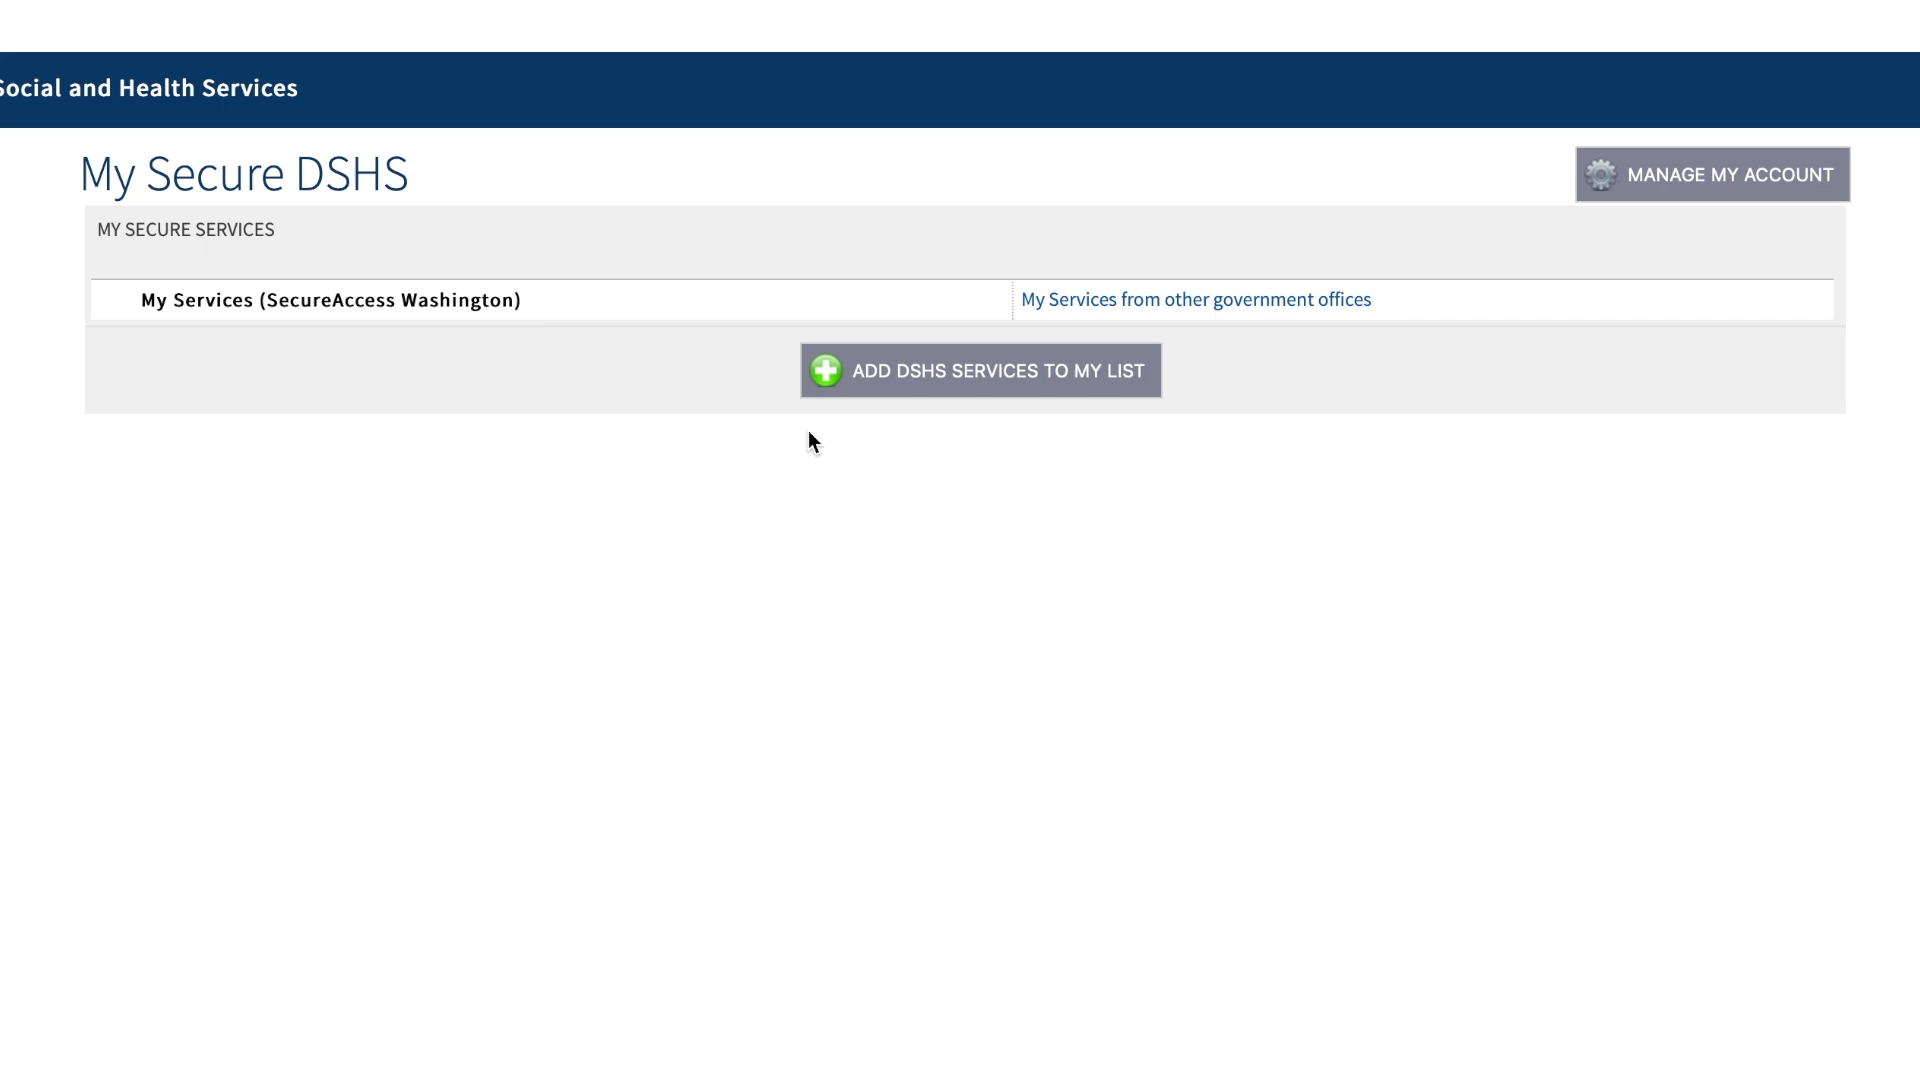 Social and Health Services
My Secure DSHS
MANAGE MY ACCOUNT
MY SECURE SERVICES
My Services (SecureAccess Washington)
My Services from other government offices
ADD DSHS SERVICES TO MY LIST